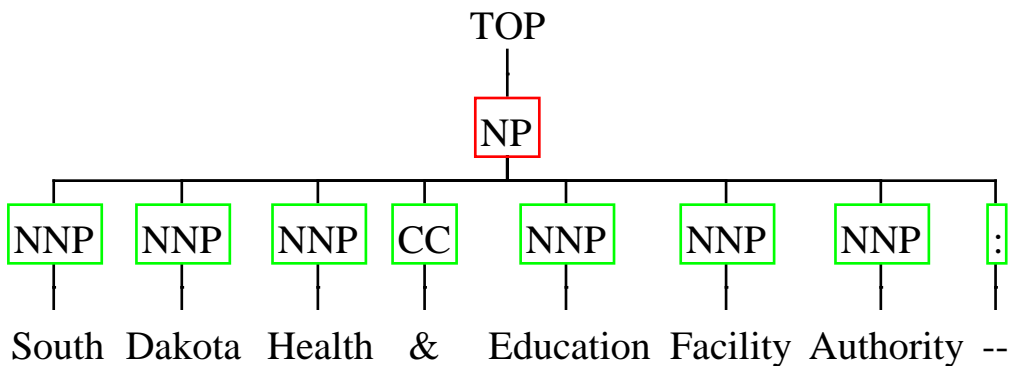 TOP
NP
NNP NNP NNP CC NNP NNP NNP :
South Dakota Health & Education Facility Authority --